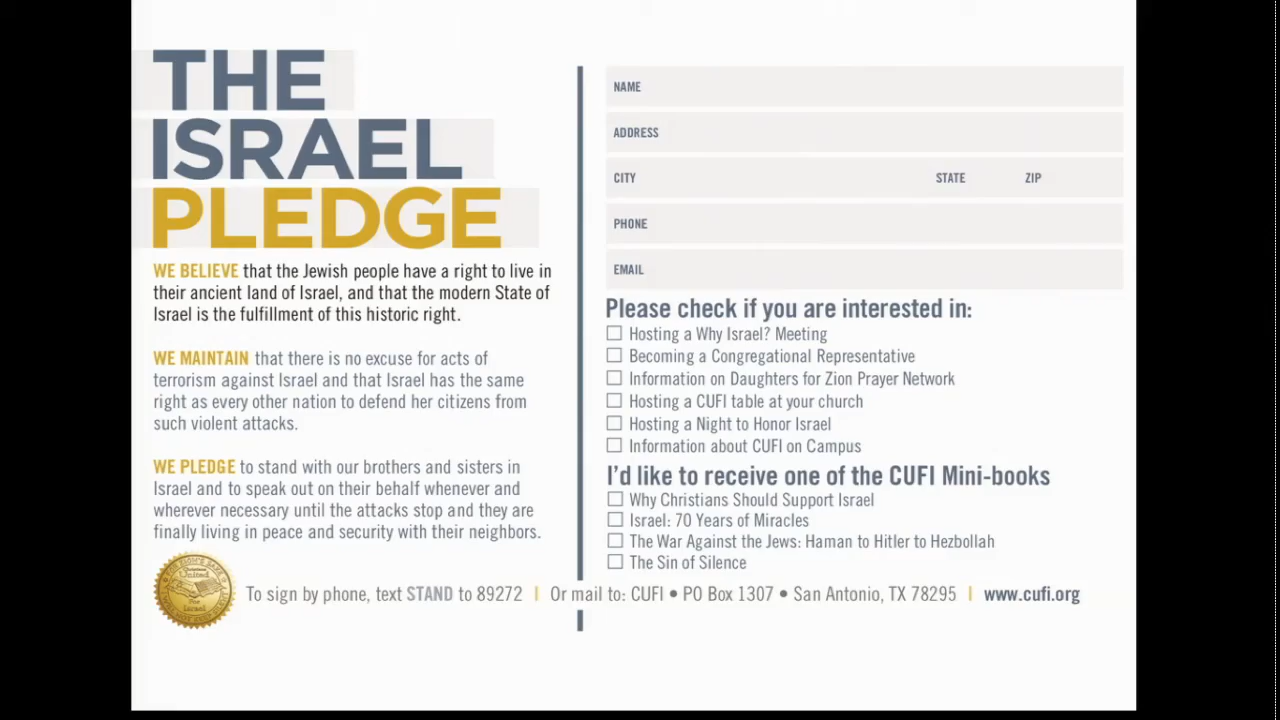 THE
ISRAEL
PLEDGE
WE BELIEVE that the Jewish people have a right to live in
their ancient land of Israel, and that the modern State of
Israel is the fulfillment of this historic right.
WE MAINTAIN that there is no excuse for acts of
terrorism against Israel and that Israel has the same
right as every other nation to defend her citizens from
such violent attacks.
WE PLEDGE to stand with our brothers and sisters in
Israel and to speak out on their behalf whenever and
wherever necessary until the attacks stop and they are
finally living in peace and security with their neighbors.
NAME
ADDRESS
CITY STATE ZIP
PHONE
EMAIL
Please check if you are interested in:
Hosting a Why Israel? Meeting
Becoming a Congregational Representative
Information on Daughters for Zion Prayer Network
Hosting a CUFI table at your church
Hosting a Night to Honor Israel
Information about CUFI on Campus
I'd like to receive one of the CUFI Mini-books
Why Christians Should Support Israel
Israel: 70 Years of Miracles
The War Against the Jews: Haman to Hitler to Hezbollah
The Sin of Silence
United
For
Israel
To sign by phone, text STAND to 89272 | Or mail to: CUFI • PO Box 1307 • San Antonio, TX 78295 | www.cufi.org